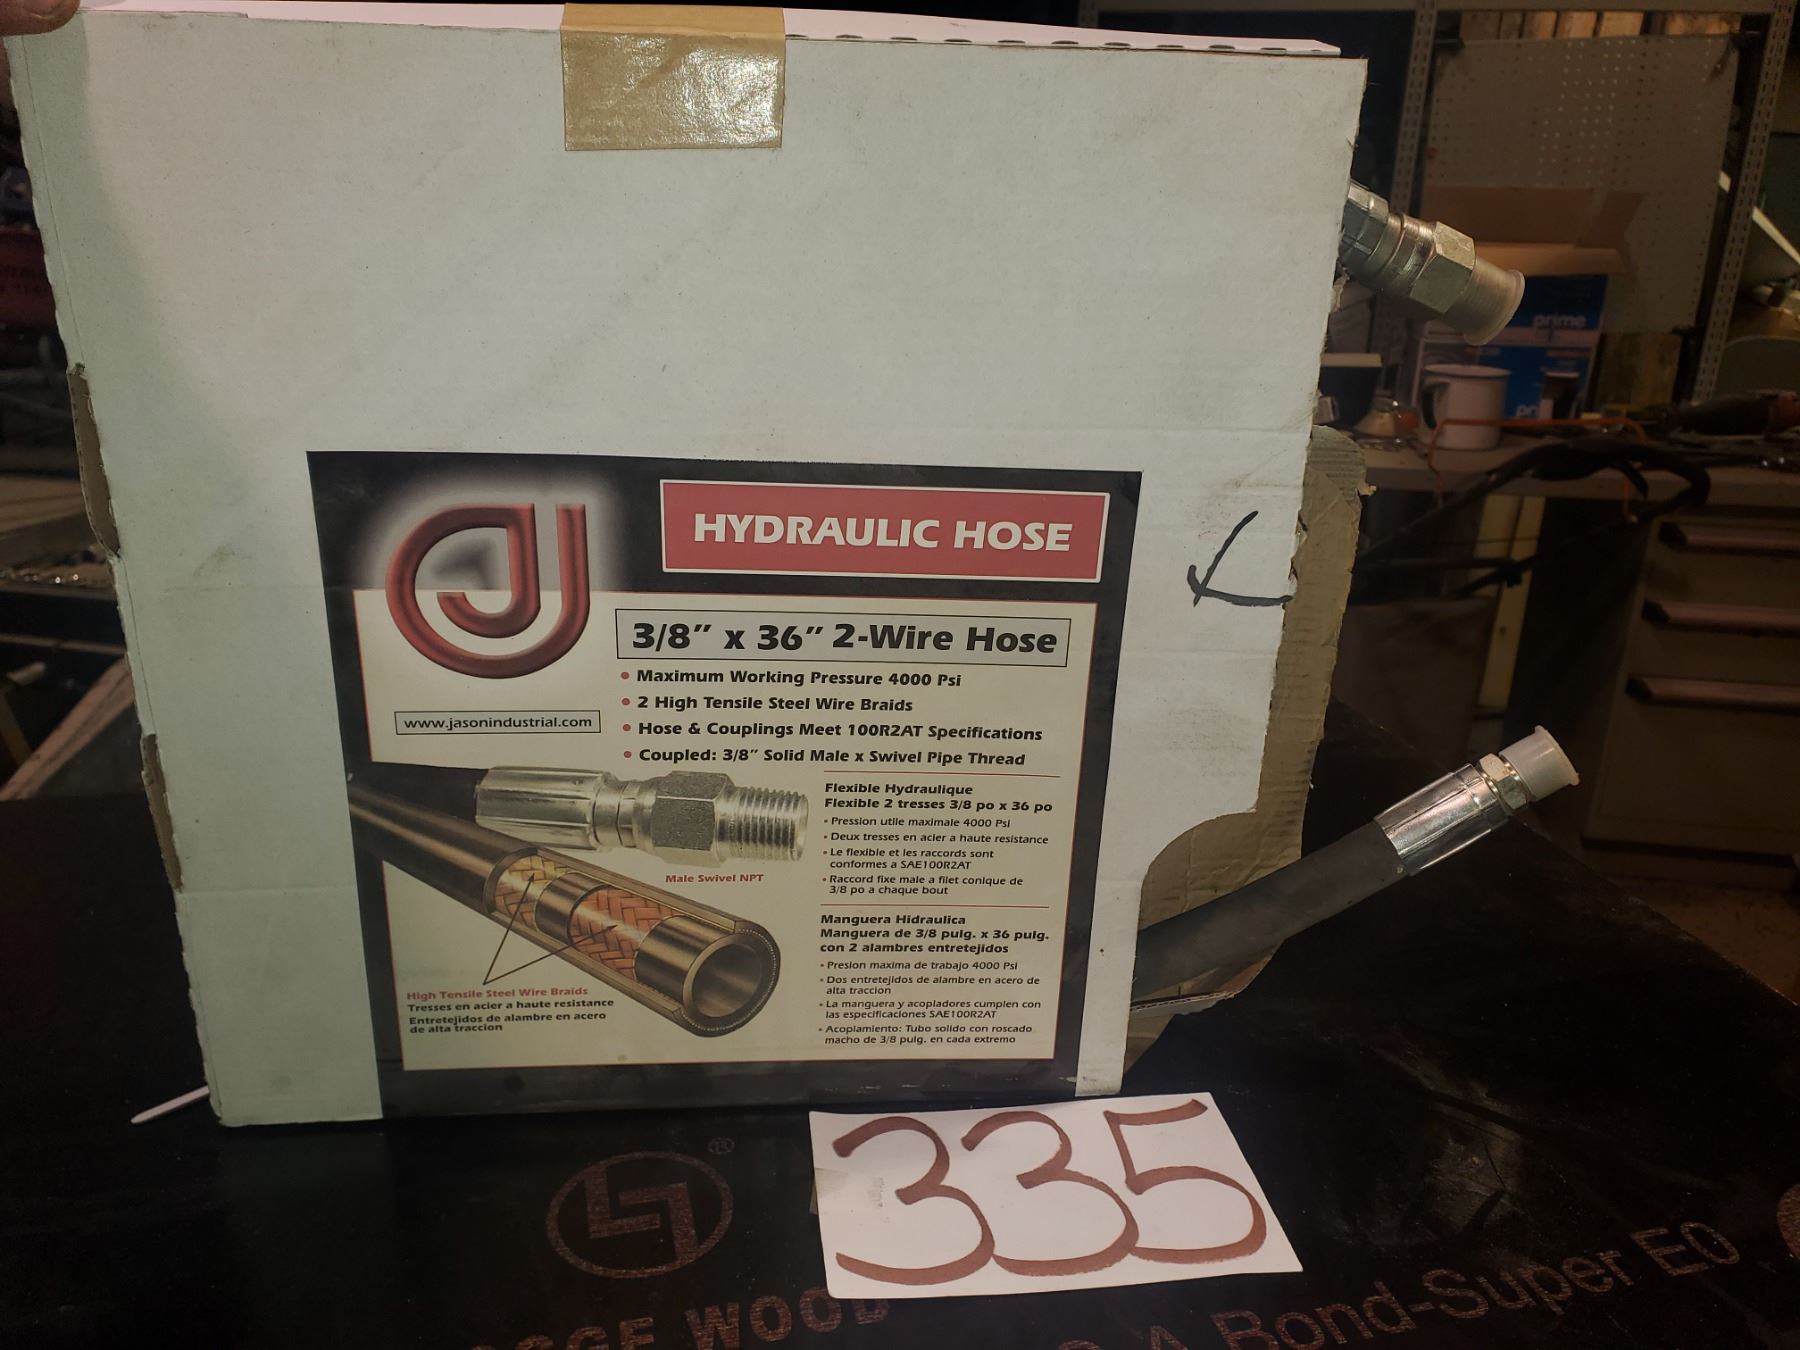 HYDRAULIC HOSE
3/8" x 36" 2-Wire Hose
• Maximum Working Pressure 4000 Psi
• 2 High Tensile Steel Wire Braids
• Hose & Couplings Meet 100R2AT Specifications
• Coupled: 3/8" Solid Male x Swivel Pipe Thread
www.jasonindustrial.com
Flexible Hydraulique
Flexible 2 tresses 3/8 po x 36 po
• Pression utile maximale 4000 Psi
• Deux tresses en acier a haute resistance
• Le flexible et les raccords sont
conformes a SAE100R2AT
• Raccord fixe male a filet conique de
3/8 po a chaque bout
Male Swivel NPT
Manguera Hidraulica
Manguera de 3/8 pulg. x 36 pulg.
con 2 alambres entretejidos
• Presion maxima de trabajo 4000 Psi
• Dos entretejidos de alambre en acero de
alta traccion
• La manguera y acopladores cumplen con
las especificaciones SAE100R2AT
• Acoplamiento: Tubo solido con roscado
macho de 3/8 pulg. en cada extremo
High Tensile Steel Wire Braids
Tresses en acier a haute resistance
Entretejidos de alambre en acero
de alta traccion
prime
pr
335
®
WOOD
Bond-Super EO